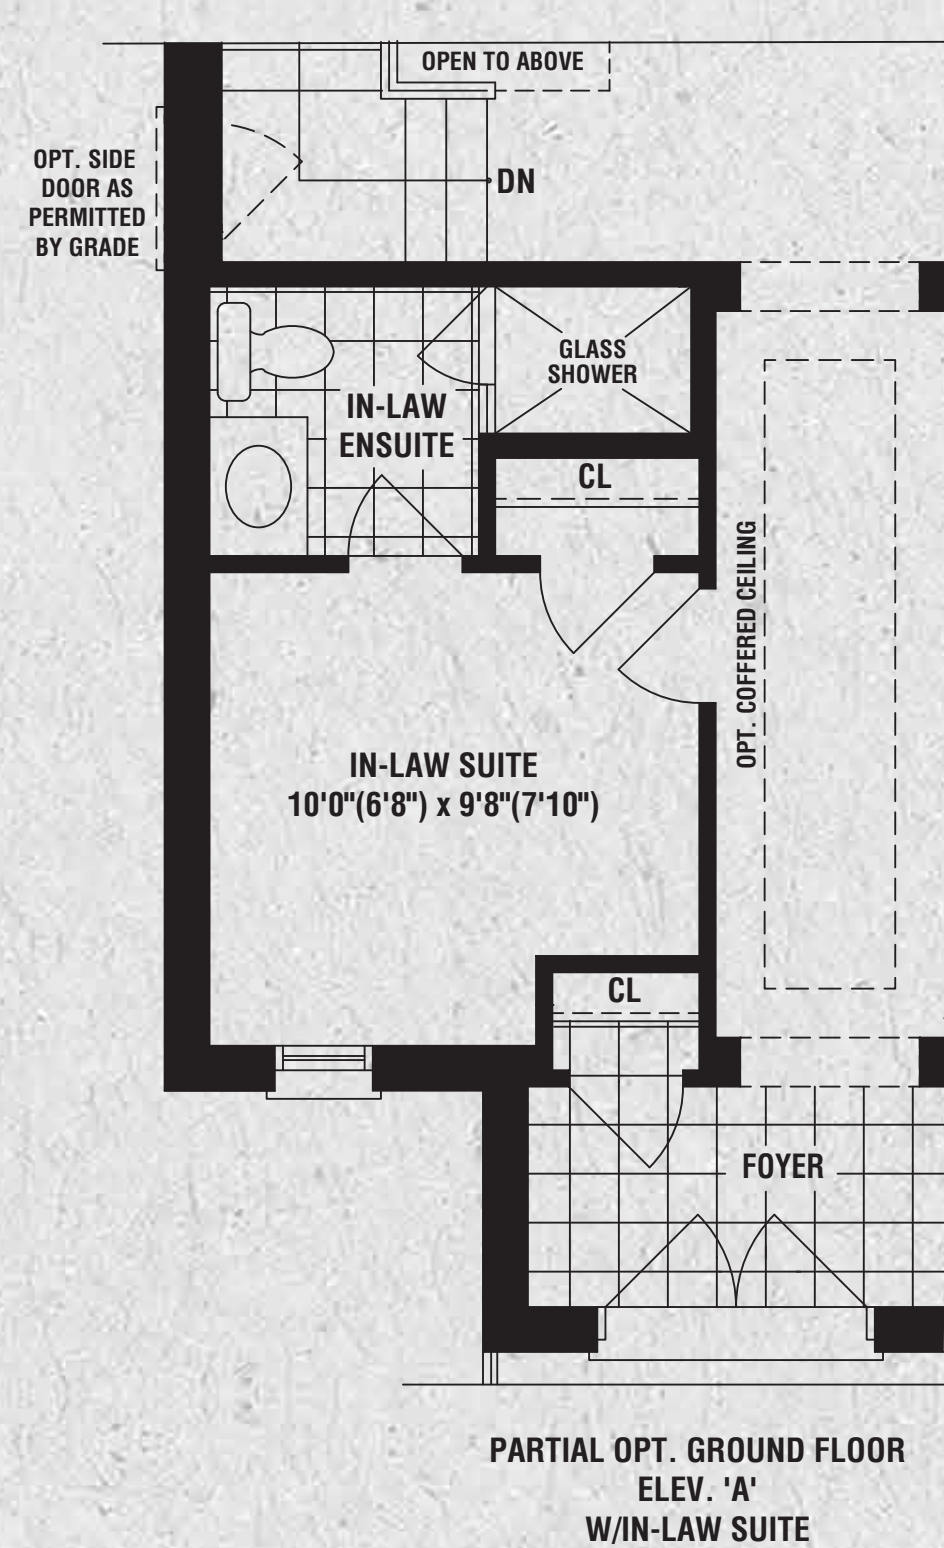 OPEN TO ABOVE
OPT. SIDE
DOOR AS
PERMITTED
BY GRADE
DN
GLASS
SHOWER
IN-LAW
ENSUITE
CL
OPT. COFFERED CEILING
IN-LAW SUITE
10'0"(6'8") x 9'8"(7'10")
CL
FOYER
PARTIAL OPT. GROUND FLOOR
ELEV. 'A'
W/IN-LAW SUITE